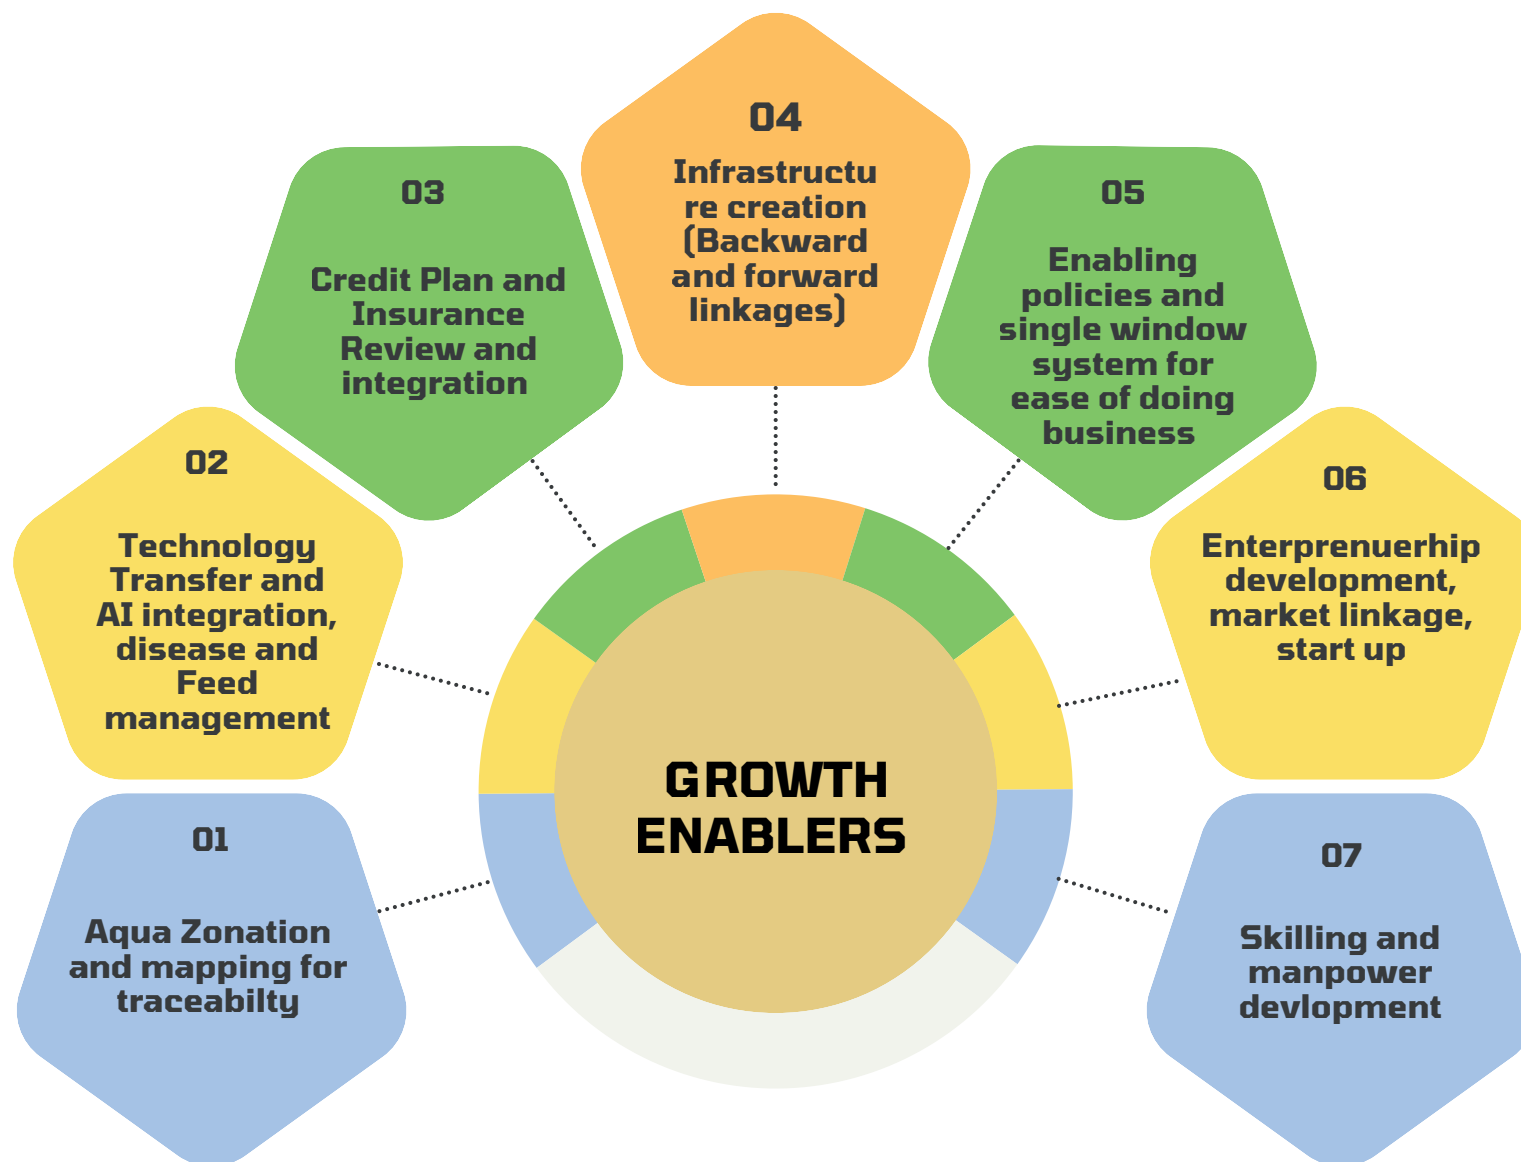 01
Aqua Zonation
and mapping for
traceabilty
02
Technology
Transfer and
AI integration,
disease and
Feed
management
03
Credit Plan and
Insurance
Review and
integration
04
Infrastructu
re creation
(Backward
and forward
linkages)
05
Enabling
policies and
single window
system for
ease of doing
business
06
Enterprenuerhip
development,
market linkage,
start up
07
Skilling and
manpower
devlopment
GROWTH
ENABLERS